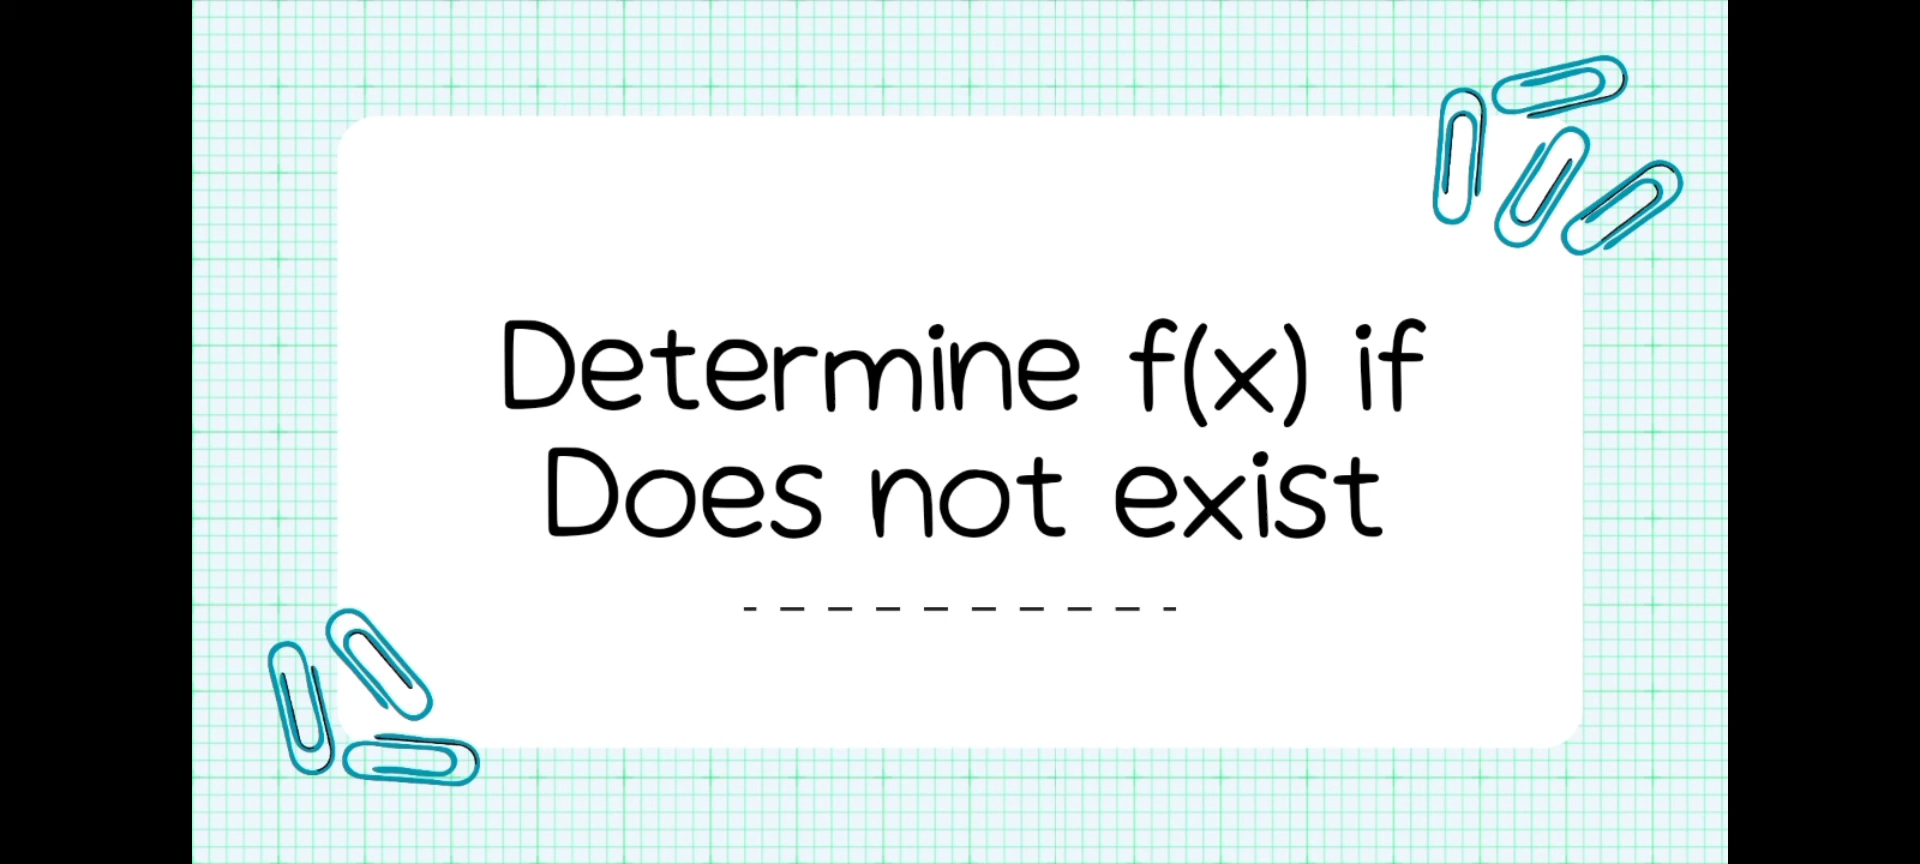 Determine f(x) if
Does not exist